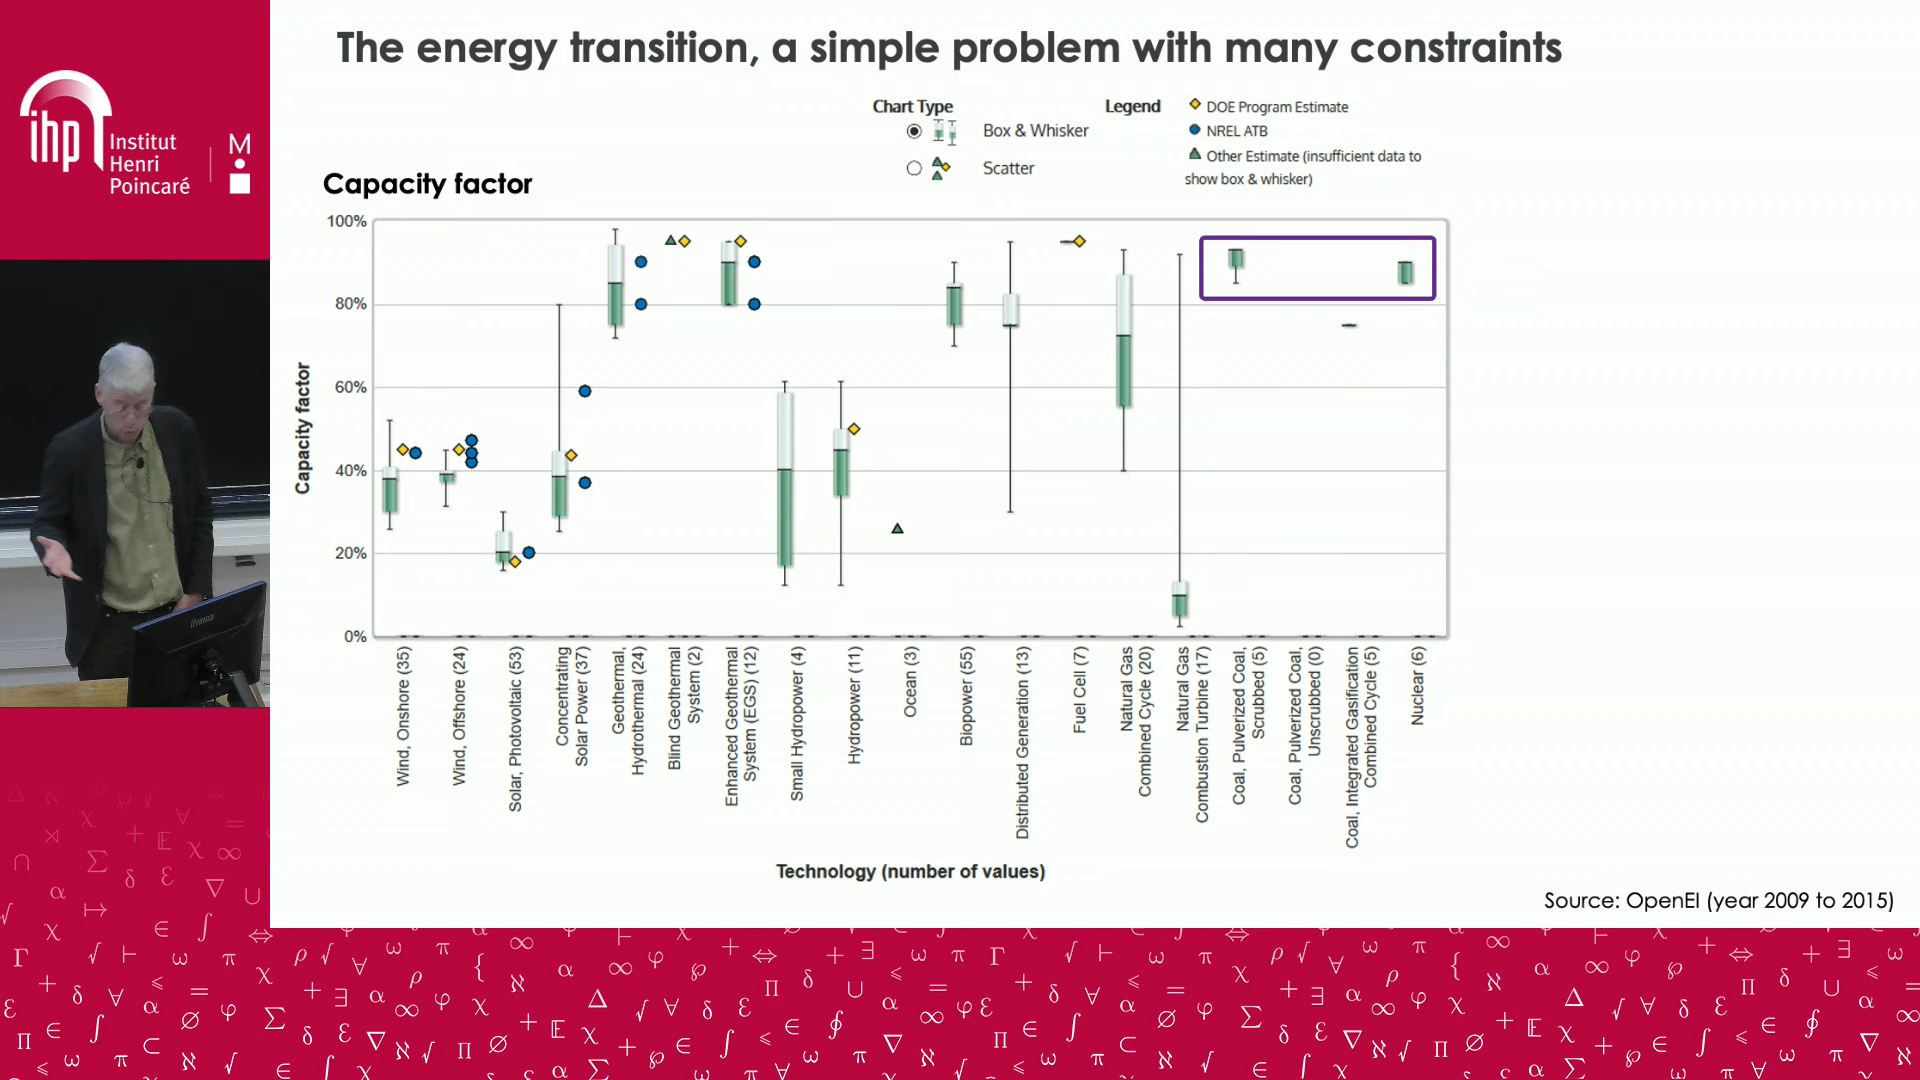 The energy transition, a simple problem with many constraints
ihp
Institut
Henri
Poincaré
M
Chart Type
Box & Whisker
Scatter
Legend
DOE Program Estimate
NREL ATB
Other Estimate (insufficient data to
show box & whisker)
Capacity factor
100%
80%
60%
40%
20%
0%
Capacity factor
Wind, Onshore (35)
Wind, Offshore (24)
Solar, Photovoltaic (53)
Concentrating
Solar Power (37)
Geothermal,
Hydrothermal (24)
Blind Geothermal
System (2)
Enhanced Geothermal
System (EGS) (12)
Small Hydropower (4)
Hydropower (11)
Ocean (3)
Biopower (55)
Distributed Generation (13)
Fuel Cell (7)
Natural Gas
Combined Cycle (20)
Natural Gas
Combustion Turbine (17)
Coal, Pulverized Coal,
Scrubbed (5)
Coal, Pulverized Coal,
Unscrubbed (0)
Coal, Integrated Gasification
Combined Cycle (5)
Nuclear (6)
Technology (number of values)
Source: OpenEI (year 2009 to 2015)